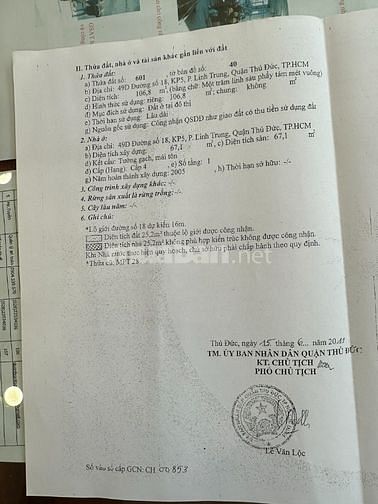 II. Thửa đất, nhà ở và tài sản khác gắn liền với đất
1. Thửa đất:
a) Thửa đất số: 601 , tờ bản đồ số: 40
b) Địa chỉ: 49D Đường số 18, KP5, P. Linh Trung, Quận Thủ Đức, TP.HCM
c) Diện tích: 106,8 m², (bằng chữ: Một trăm linh sáu phẩy tám mét vuông)
d) Hình thức sử dụng: riêng: 106,8 m², chung: không m²
đ) Mục đích sử dụng: Đất ở tại đô thị
e) Thời hạn sử dụng: Lâu dài
g) Nguồn gốc sử dụng: Công nhận QSDĐ như giao đất có thu tiền sử dụng đất
2. Nhà ở:
a) Địa chỉ: 49D Đường số 18, KP5, P. Linh Trung, Quận Thủ Đức, TP.HCM
b) Diện tích xây dựng: 67,1 m², c) Diện tích sàn: 67,1 m²
d) Kết cấu: Tường gạch, mái tôn
đ) Cấp (Hạng): Cấp 4 , e) Số tầng: 1
g) Năm hoàn thành xây dựng: 2005 , h) Thời hạn sở hữu: -/-
3. Công trình xây dựng khác: -/-
4. Rừng sản xuất là rừng trồng: -/-
5. Cây lâu năm: -/-
6. Ghi chú:
*Lộ giới đường số 18 dự kiến 16m.
Diện tích đất 25,2m² thuộc lộ giới được công nhận.
Diện tích nhà 25,2m² không phù hợp kiến trúc không được công nhận.
Khi Nhà nước thực hiện quy hoạch, chủ sở hữu phải chấp hành theo quy định.
*Thửa cũ: MPT 28
Thủ Đức, ngày 15 tháng 6 năm 2011
TM. ỦY BAN NHÂN DÂN QUẬN THỦ ĐỨC
KT. CHỦ TỊCH
PHÓ CHỦ TỊCH
Lê Văn Lộc
Số vào sổ cấp GCN: CH 00853